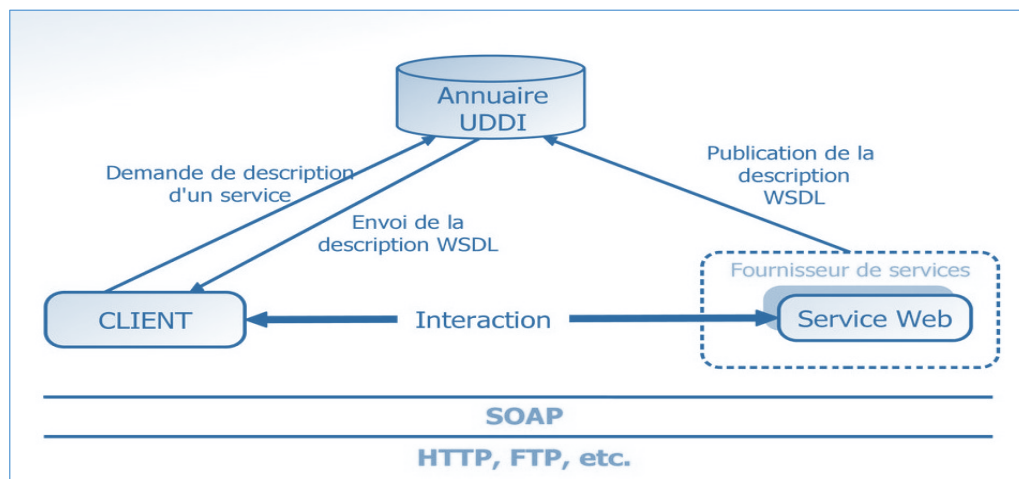 Annuaire
UDDI
Demande de description
d'un service
Envoi de la
description WSDL
Publication de la
description
WSDL
Fournisseur de services
CLIENT
Interaction
Service Web
SOAP
HTTP, FTP, etc.